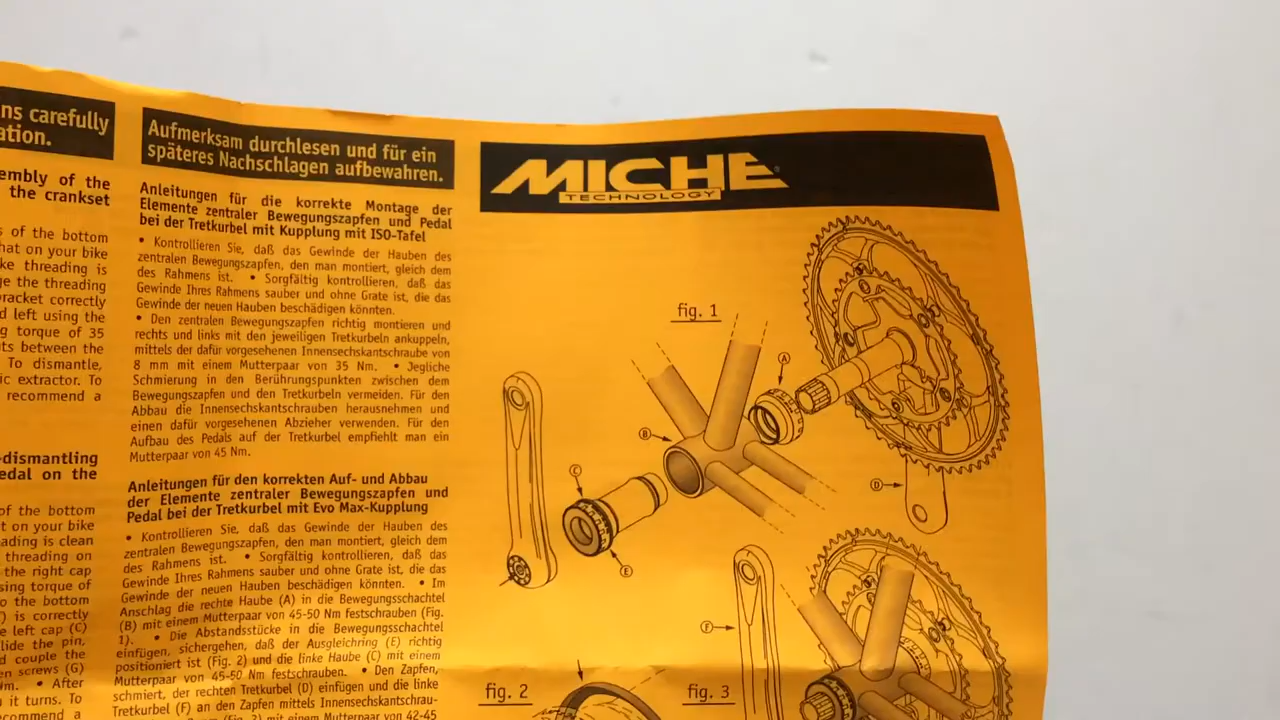 ns carefully
ation.
embly of the
the crankset
s of the bottom
hat on your bike
ke threading is
ge the threading
bracket correctly
d left using the
g torque of 35
ts between the
To dismantle,
ic extractor. To
recommend a
-dismantling
edal on the
of the bottom
t on your bike
ading is clean
threading on
the right cap
sing torque of
o the bottom
) is correctly
e left cap (C)
lide the pin,
d couple the
en screws (G)
m. • After
it turns. To
commend a
Aufmerksam durchlesen und für ein
späteres Nachschlagen aufbewahren.
Anleitungen für die korrekte Montage der
Elemente zentraler Bewegungszapfen und Pedal
bei der Tretkurbel mit Kupplung mit ISO-Tafel
• Kontrollieren Sie, daß das Gewinde der Hauben des
zentralen Bewegungszapfen, den man montiert, gleich dem
des Rahmens ist. • Sorgfältig kontrollieren, daß das
Gewinde Ihres Rahmens sauber und ohne Grate ist, die das
Gewinde der neuen Hauben beschädigen könnten.
• Den zentralen Bewegungszapfen richtig montieren und
rechts und links mit den jeweiligen Tretkurbeln ankuppeln,
mittels der dafür vorgesehenen Innensechskantschraube von
8 mm mit einem Mutterpaar von 35 Nm. • Jegliche
Schmierung in den Berührungspunkten zwischen dem
Bewegungszapfen und den Tretkurbeln vermeiden. Für den
Abbau die Innensechskantschrauben herausnehmen und
einen dafür vorgesehenen Abzieher verwenden. Für den
Aufbau des Pedals auf der Tretkurbel empfiehlt man ein
Mutterpaar von 45 Nm.
Anleitungen für den korrekten Auf- und Abbau
der Elemente zentraler Bewegungszapfen und
Pedal bei der Tretkurbel mit Evo Max-Kupplung
• Kontrollieren Sie, daß das Gewinde der Hauben des
zentralen Bewegungszapfen, den man montiert, gleich dem
des Rahmens ist. • Sorgfältig kontrollieren, daß das
Gewinde Ihres Rahmens sauber und ohne Grate ist, die das
Gewinde der neuen Hauben beschädigen könnten. • Im
Anschlag die rechte Haube (A) in die Bewegungsschachtel
(B) mit einem Mutterpaar von 45-50 Nm festschrauben (Fig.
1). • Die Abstandsstücke in die Bewegungsschachtel
einfügen, sichergehen, daß der Ausgleichring (E) richtig
positioniert ist (Fig. 2) und die linke Haube (C) mit einem
Mutterpaar von 45-50 Nm festschrauben. • Den Zapfen,
schmiert, der rechten Tretkurbel (D) einfügen und die linke
Tretkurbel (F) an den Zapfen mittels Innensechskantschrau-
(Fig. 3) mit einem Mutterpaar von 42-45
MICHE
TECHNOLOGY
fig. 1
A
B
C
D
E
F
fig. 2
fig. 3